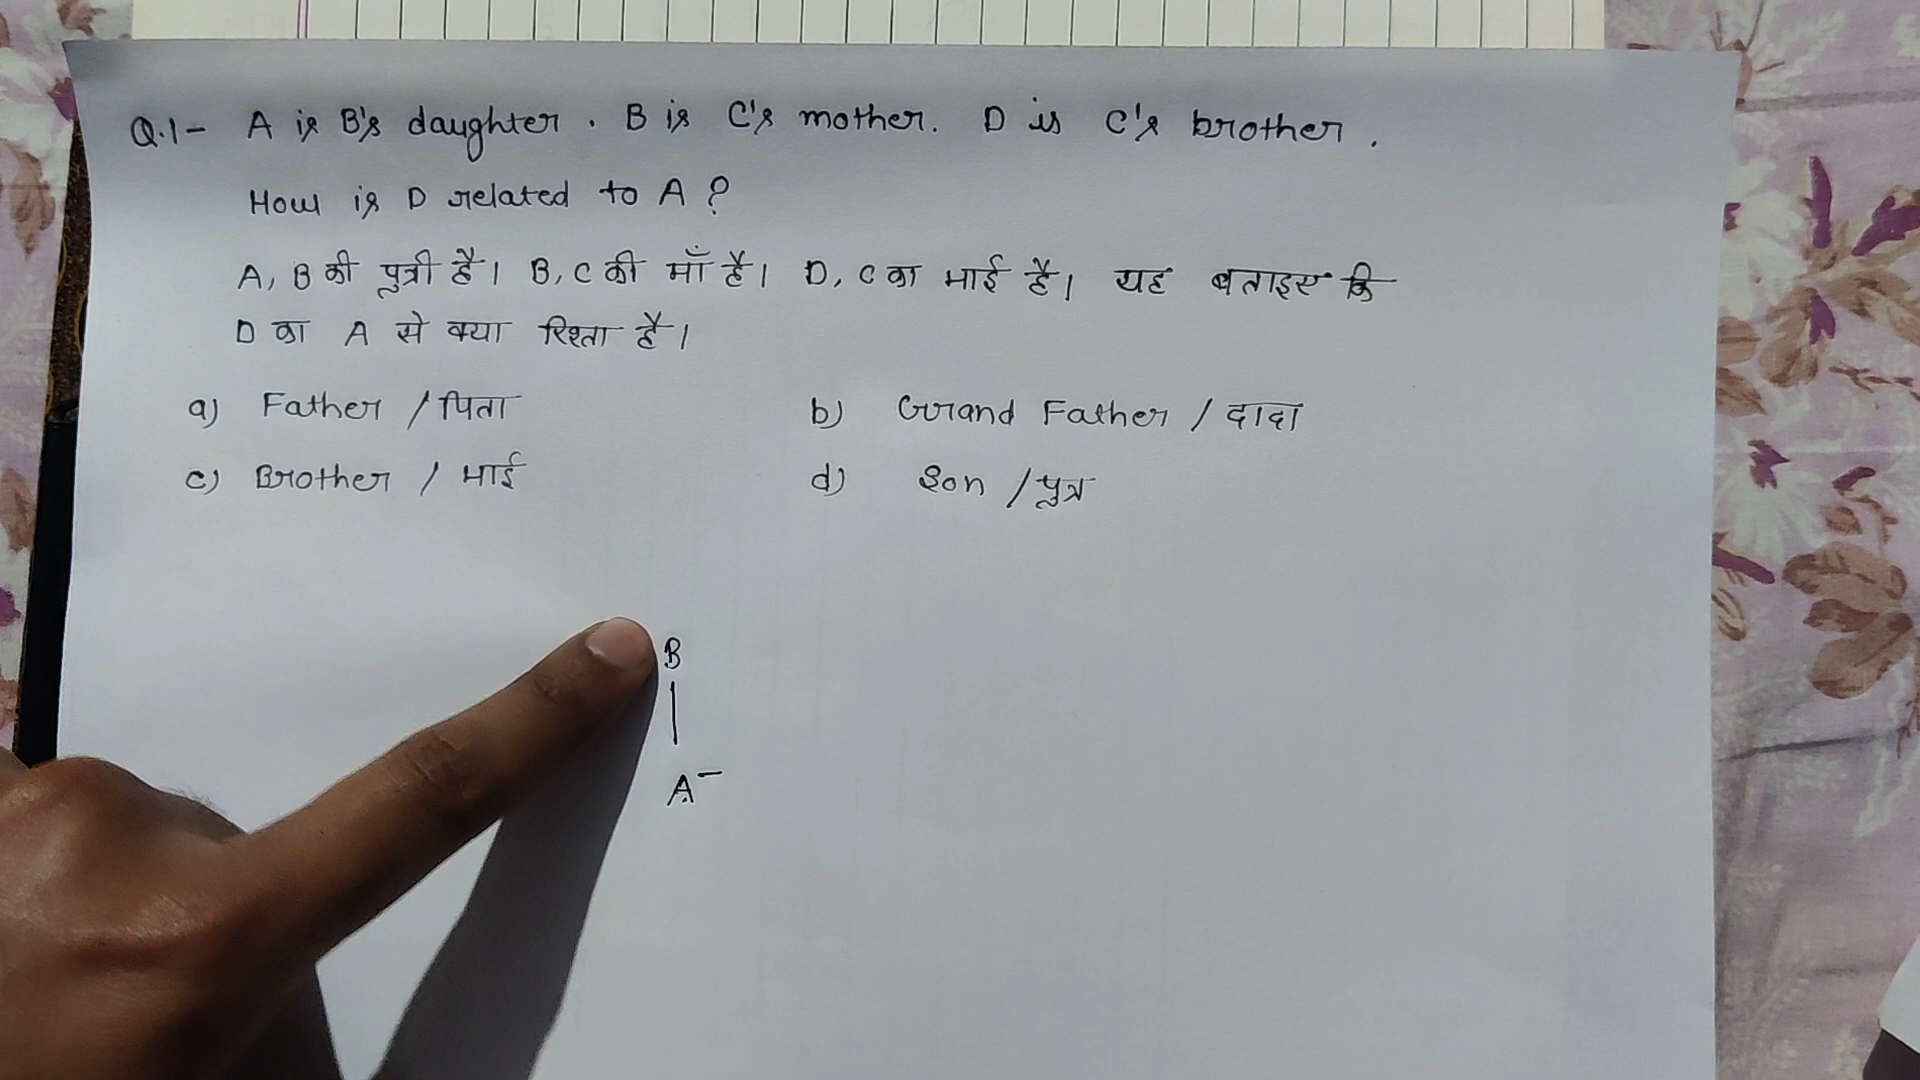 Q.1- A is B's daughter. B is C's mother. D is C's brother.
How is D related to A?
A, B की पुत्री है। B, C की माँ है। D, C का भाई है। यह बताइए कि
D का A से क्या रिश्ता है।
a) Father / पिता b) Grand Father / दादा
c) Brother / भाई d) Son / पुत्र
B
|
A⁻